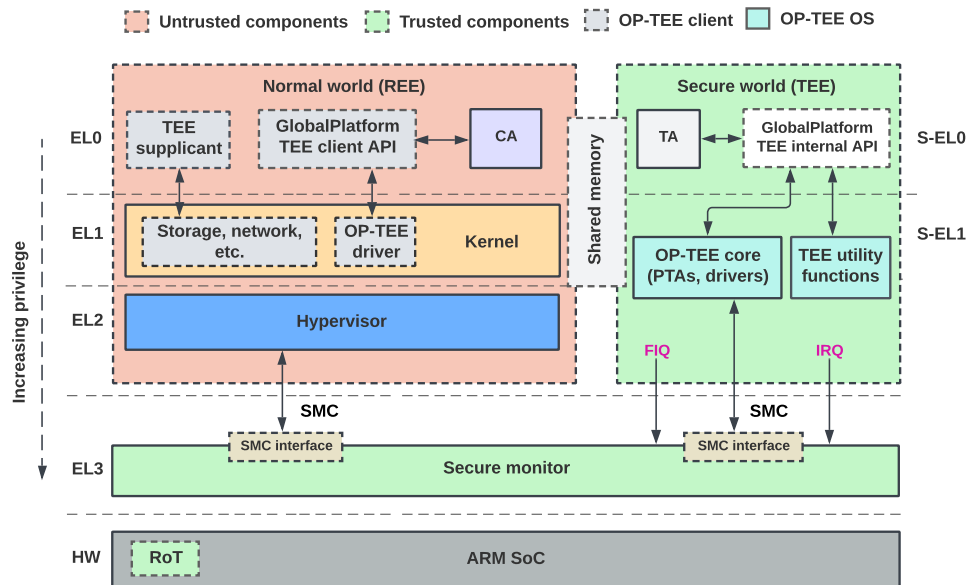 Untrusted components
Trusted components
OP-TEE client
OP-TEE OS
Normal world (REE)
Secure world (TEE)
EL0
TEE
supplicant
GlobalPlatform
TEE client API
CA
Shared memory
TA
GlobalPlatform
TEE internal API
S-EL0
EL1
Storage, network,
etc.
OP-TEE
driver
Kernel
OP-TEE core
(PTAs, drivers)
TEE utility
functions
S-EL1
Increasing privilege
EL2
Hypervisor
FIQ
IRQ
SMC
SMC
SMC interface
SMC interface
EL3
Secure monitor
HW
RoT
ARM SoC